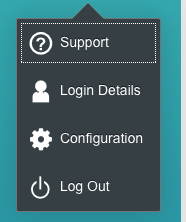 Support
Login Details
Configuration
Log Out